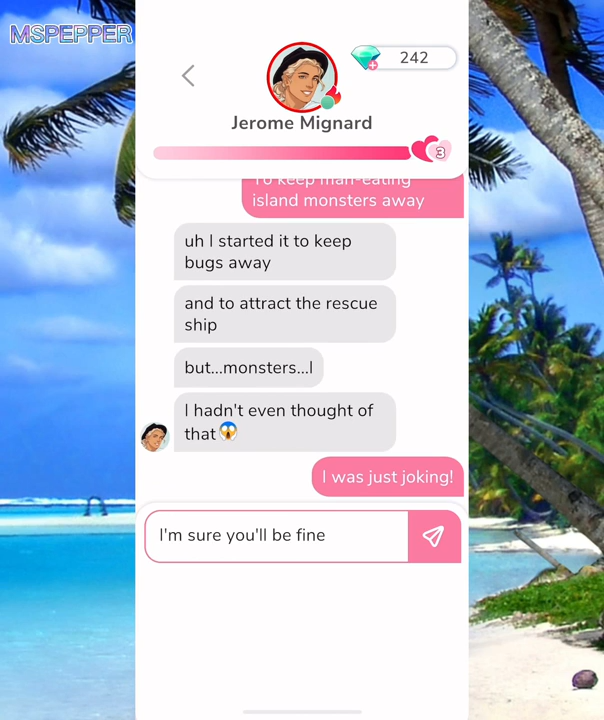 MSPEPPER
242
Jerome Mignard
3
To keep man-eating
island monsters away
uh I started it to keep
bugs away
and to attract the rescue
ship
but...monsters...I
I hadn't even thought of
that😱
I was just joking!
I'm sure you'll be fine